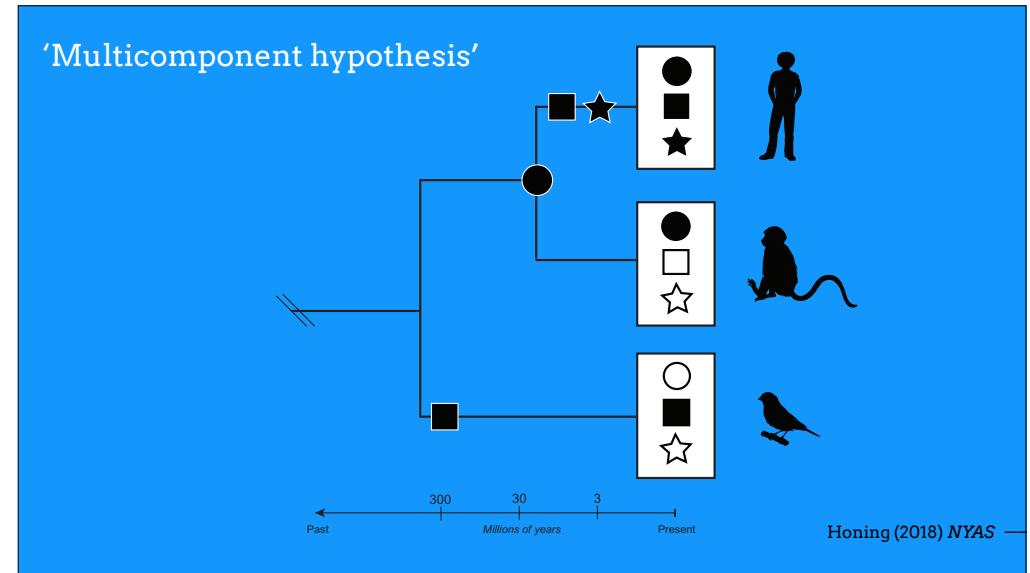 ‘Multicomponent hypothesis’
300 30 3
Past Millions of years Present
Honing (2018) NYAS